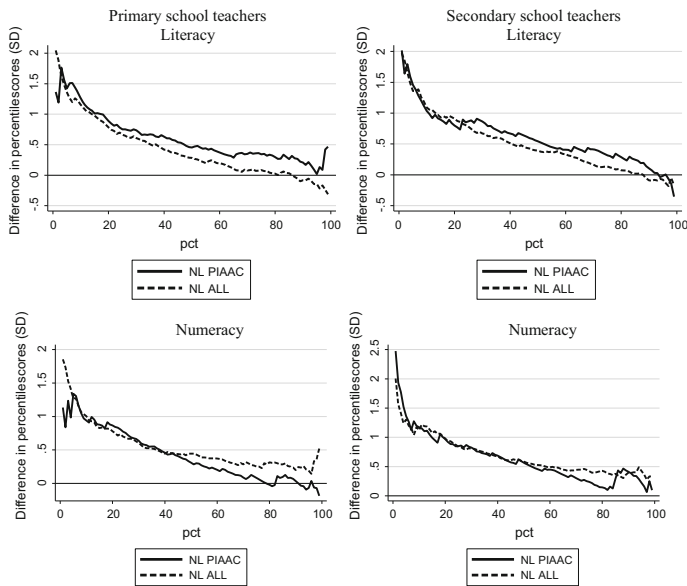 Primary school teachers
Literacy
Difference in percentilescores (SD)
2
1.5
1
.5
0
-.5
0 20 40 60 80 100
pct
NL PIAAC
NL ALL
Secondary school teachers
Literacy
Difference in percentilescores (SD)
2
1.5
1
.5
0
-.5
0 20 40 60 80 100
pct
NL PIAAC
NL ALL
Numeracy
Difference in percentilescores (SD)
2
1.5
1
.5
0
0 20 40 60 80 100
pct
NL PIAAC
NL ALL
Numeracy
Difference in percentilescores (SD)
2.5
2
1.5
1
.5
0
0 20 40 60 80 100
pct
NL PIAAC
NL ALL